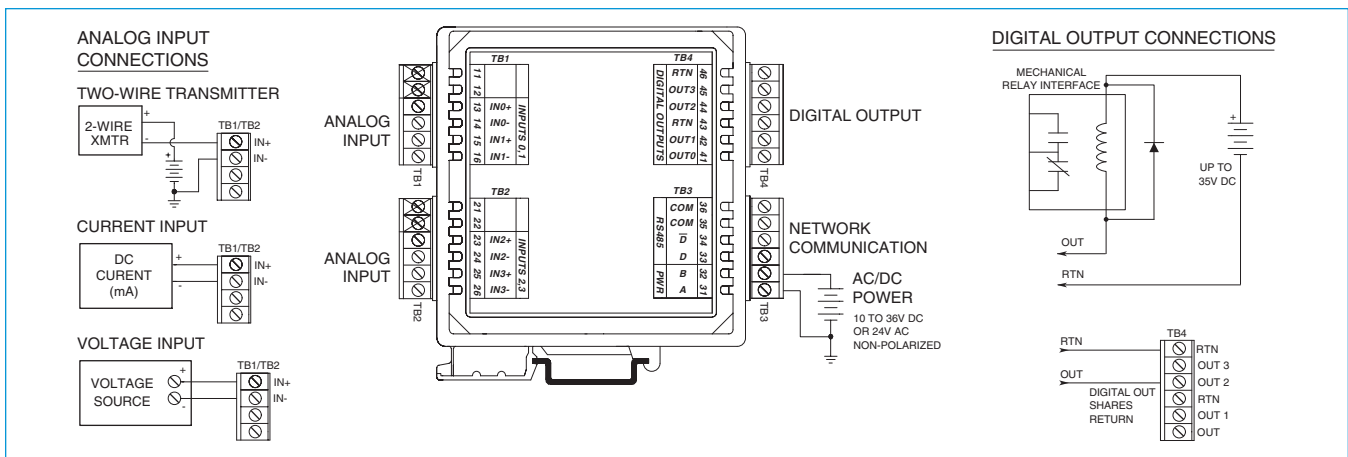 ANALOG INPUT
CONNECTIONS
TWO-WIRE TRANSMITTER
2-WIRE
XMTR
+
-
+
TB1/TB2
IN+
IN-
CURRENT INPUT
DC
CURENT
(mA)
+
-
TB1/TB2
IN+
IN-
VOLTAGE INPUT
VOLTAGE
SOURCE
+
-
TB1/TB2
IN+
IN-
ANALOG
INPUT
TB1
TB1
11
12
13 IN0+
14 IN0-
15 IN1+
16 IN1-
INPUTS 0,1
ANALOG
INPUT
TB2
TB2
21
22
23 IN2+
24 IN2-
25 IN3+
26 IN3-
INPUTS 2,3
TB4
DIGITAL OUTPUTS
RTN 46
OUT3 45
OUT2 44
RTN 43
OUT1 42
OUT0 41
TB4
DIGITAL OUTPUT
TB3
RS485
COM 36
COM 35
D 34
D 33
PWR
B 32
A 31
TB3
NETWORK
COMMUNICATION
AC/DC
POWER
10 TO 36V DC
OR 24V AC
NON-POLARIZED
DIGITAL OUTPUT CONNECTIONS
MECHANICAL
RELAY INTERFACE
+
UP TO
35V DC
OUT
RTN
TB4
RTN
OUT
DIGITAL OUT
SHARES
RETURN
RTN
OUT 3
OUT 2
RTN
OUT 1
OUT